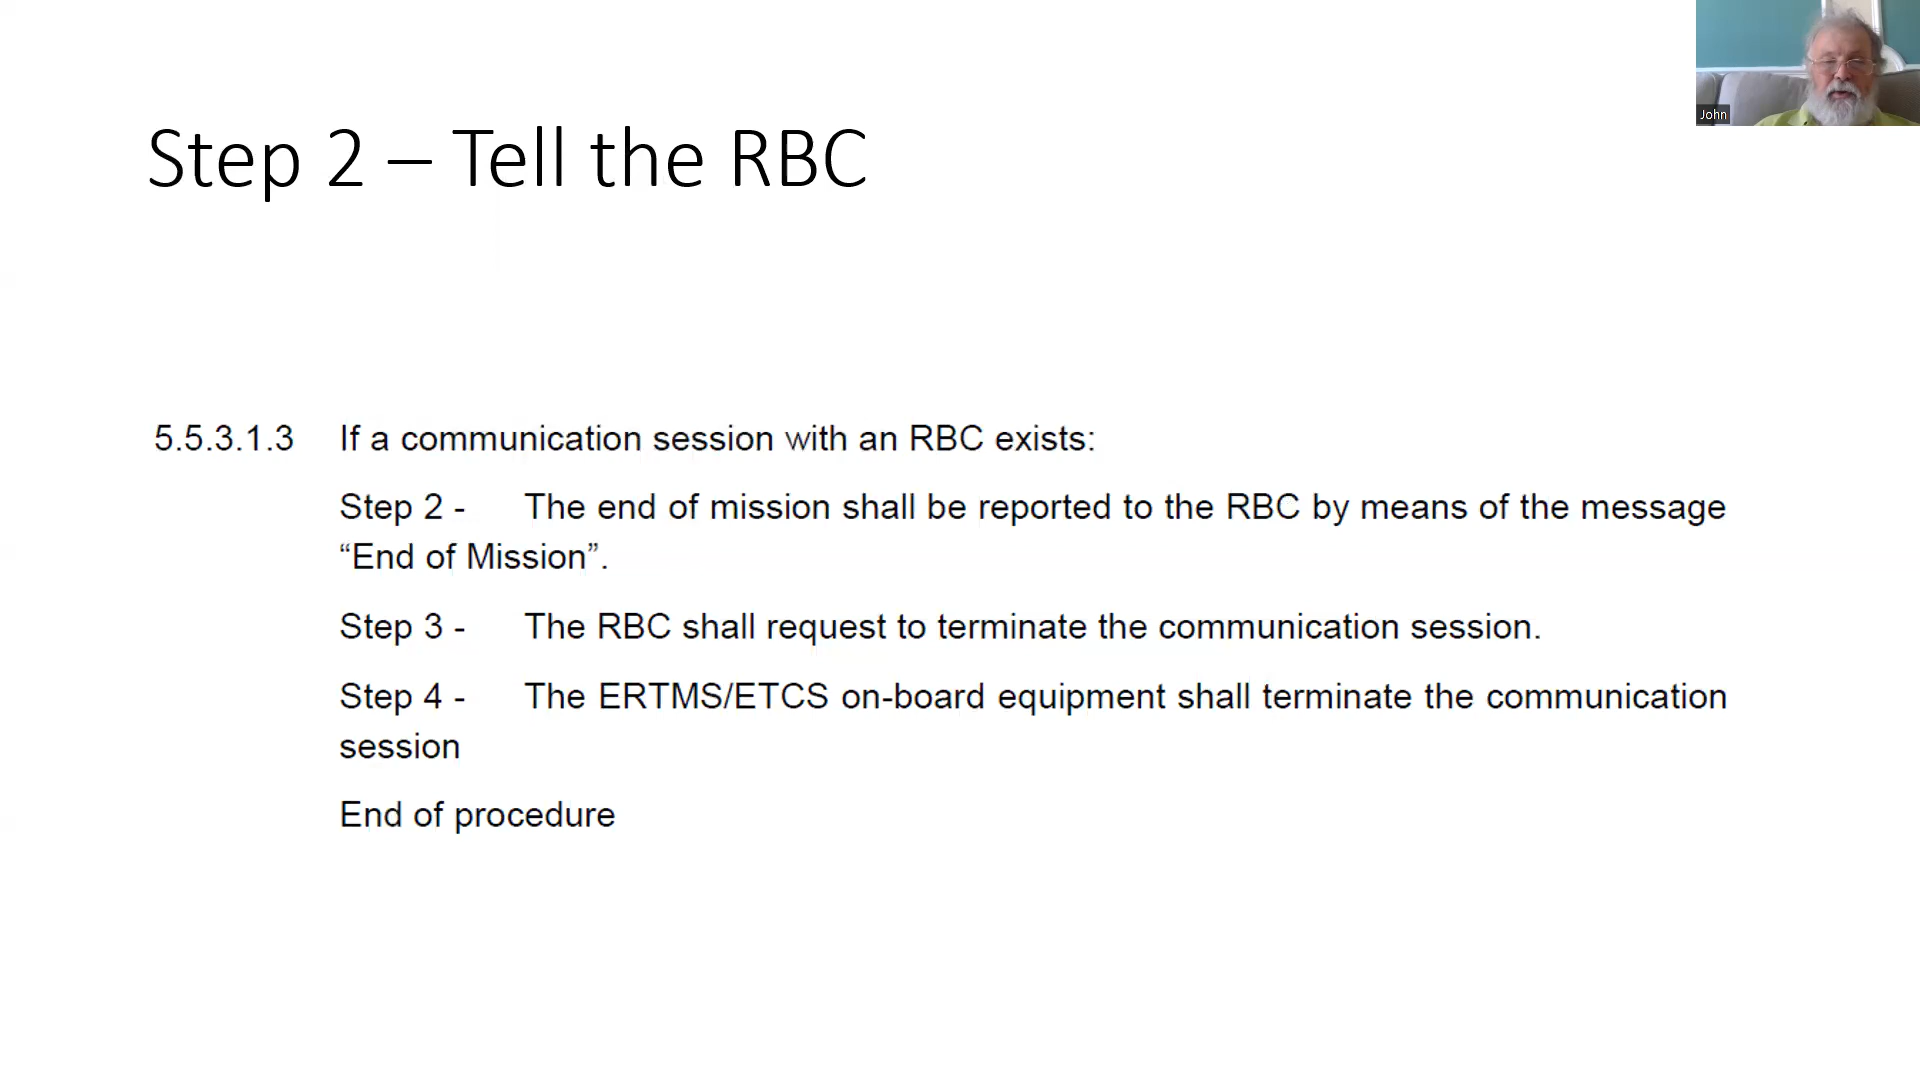 John
Step 2 – Tell the RBC
5.5.3.1.3 If a communication session with an RBC exists:
Step 2 - The end of mission shall be reported to the RBC by means of the message
“End of Mission”.
Step 3 - The RBC shall request to terminate the communication session.
Step 4 - The ERTMS/ETCS on-board equipment shall terminate the communication
session
End of procedure